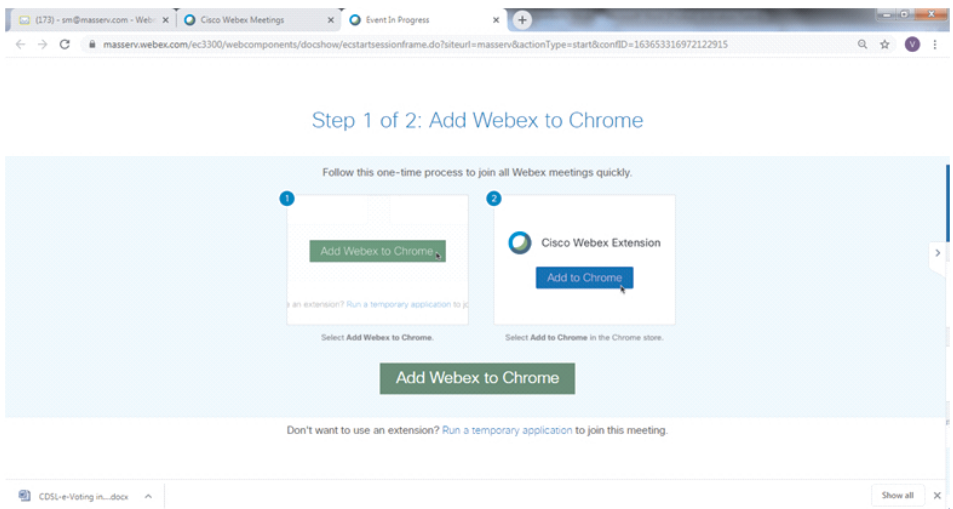 (173) - sm@masserv.com - Web
Cisco Webex Meetings
Event In Progress
masserv.webex.com/ec3300/webcomponents/docshow/ecstartsessionframe.do?siteurl=masserv&actionType=start&confID=163653316972122915
V
Step 1 of 2: Add Webex to Chrome
Follow this one-time process to join all Webex meetings quickly.
1
Add Webex to Chrome
an extension? Run a temporary application to jo
Select Add Webex to Chrome.
2
Cisco Webex Extension
Add to Chrome
Select Add to Chrome in the Chrome store.
Add Webex to Chrome
Don't want to use an extension? Run a temporary application to join this meeting.
CDSL-e-Voting in....docx
Show all